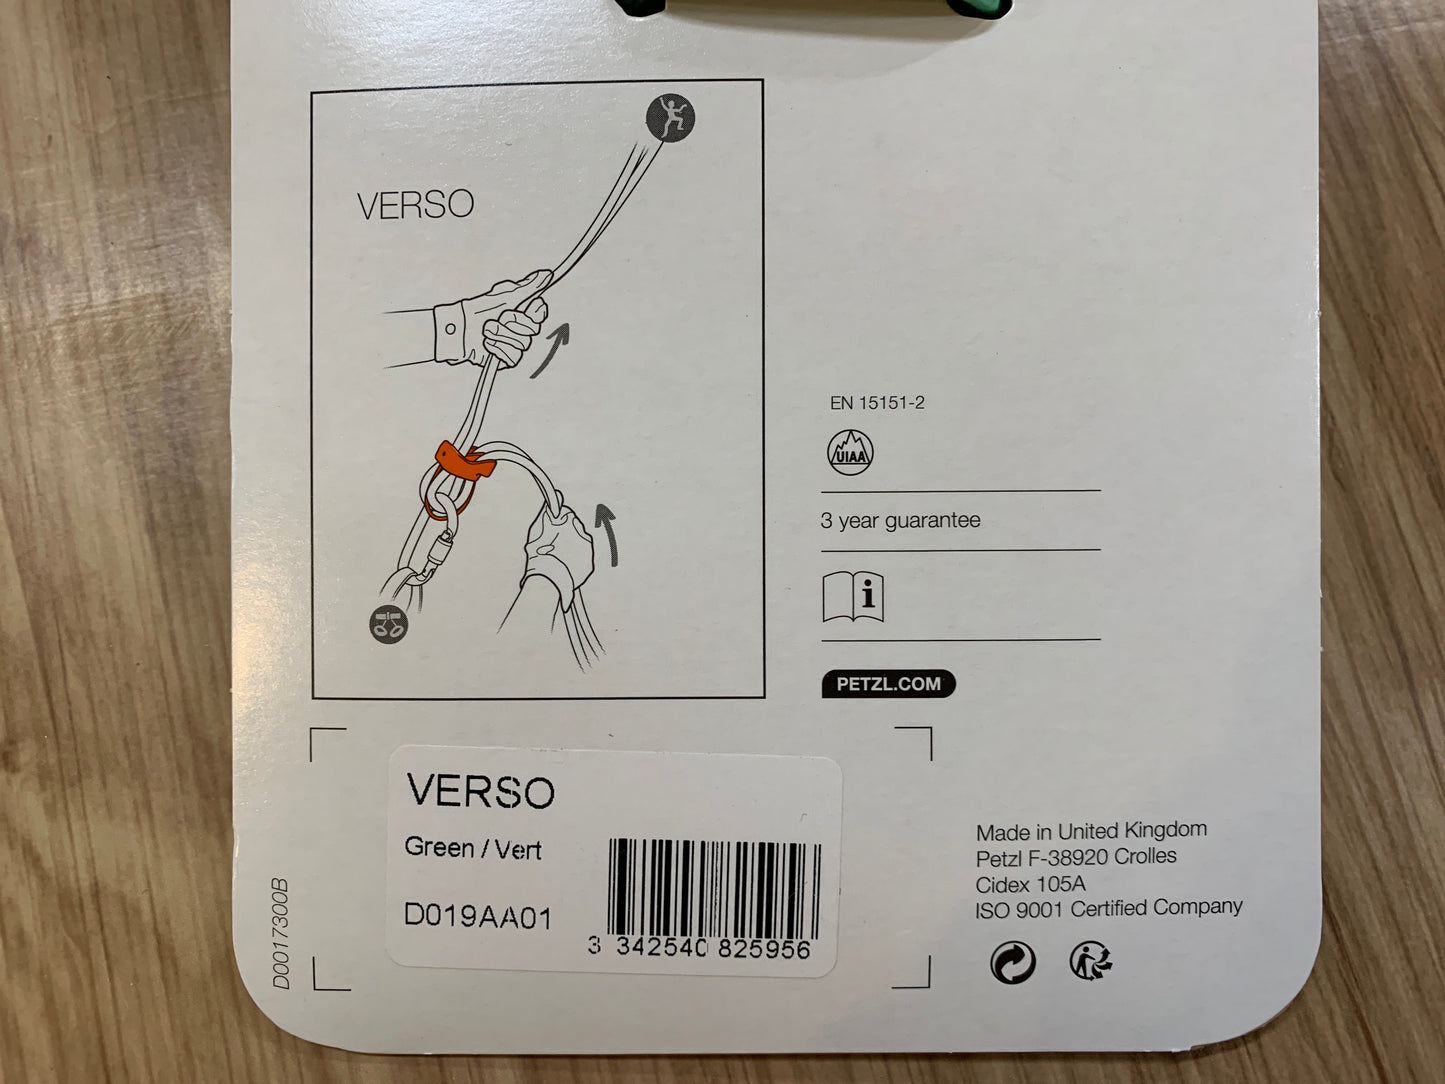 VERSO
EN 15151-2
UIAA
3 year guarantee
i
PETZL.COM
VERSO
Green / Vert
D019AA01
3 342540 825956
D0017300B
Made in United Kingdom
Petzl F-38920 Crolles
Cidex 105A
ISO 9001 Certified Company